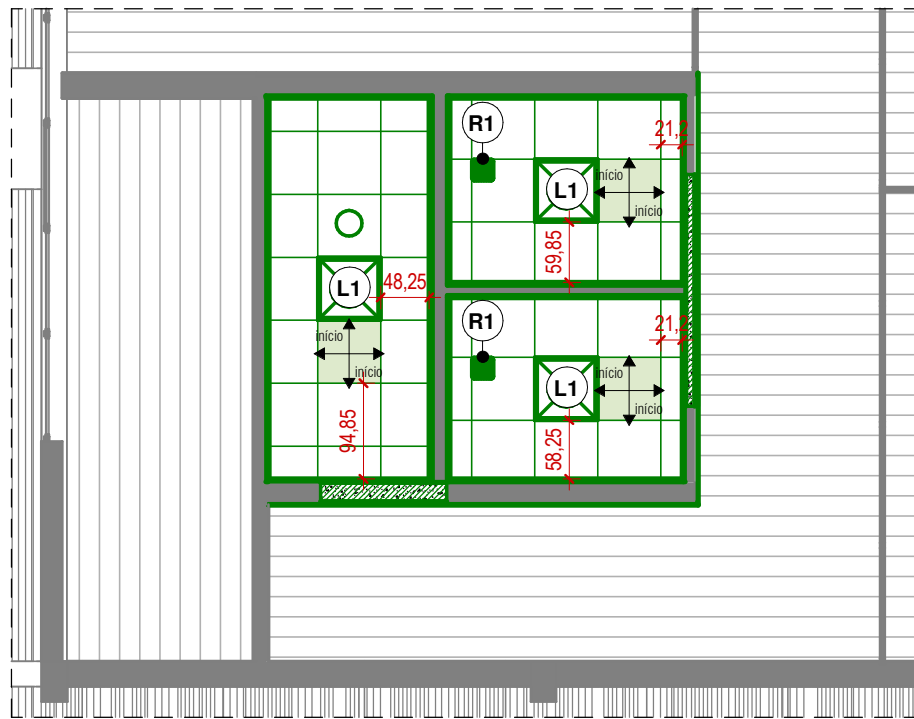 R1
21,2
início
L1
início
59,85
48,25
L1
início
início
94,85
R1
21,2
início
L1
início
58,25